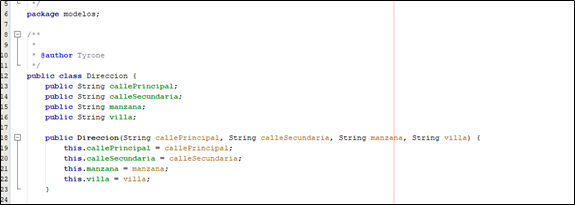 5 */
6 package modelos;
7
8 /**
9 *
10 * @author Tyrone
11 */
12 public class Direccion {
13 public String callePrincipal;
14 public String calleSecundaria;
15 public String manzana;
16 public String villa;
17
18 public Direccion(String callePrincipal, String calleSecundaria, String manzana, String villa) {
19 this.callePrincipal = callePrincipal;
20 this.calleSecundaria = calleSecundaria;
21 this.manzana = manzana;
22 this.villa = villa;
23 }
24